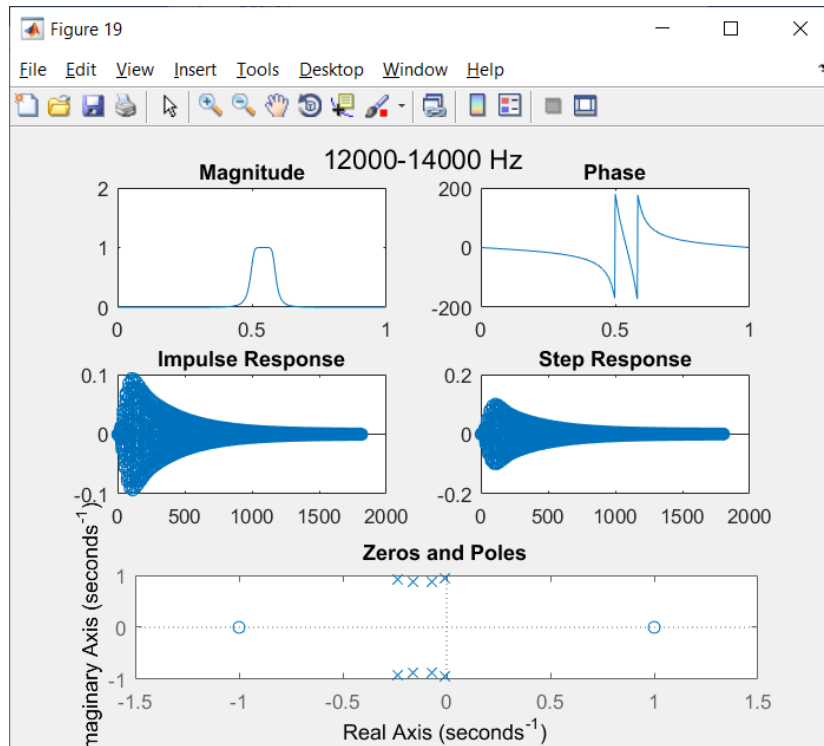 Figure 19
File Edit View Insert Tools Desktop Window Help
12000-14000 Hz
Magnitude
2
1
0
0 0.5 1
Phase
200
0
-200
0 0.5 1
Impulse Response
0.1
0
-0.1
0 500 1000 1500 2000
Step Response
0.2
0
-0.2
0 500 1000 1500 2000
Zeros and Poles
maginary Axis (seconds⁻¹)
1
0
-1
-1.5 -1 -0.5 0 0.5 1 1.5
Real Axis (seconds⁻¹)